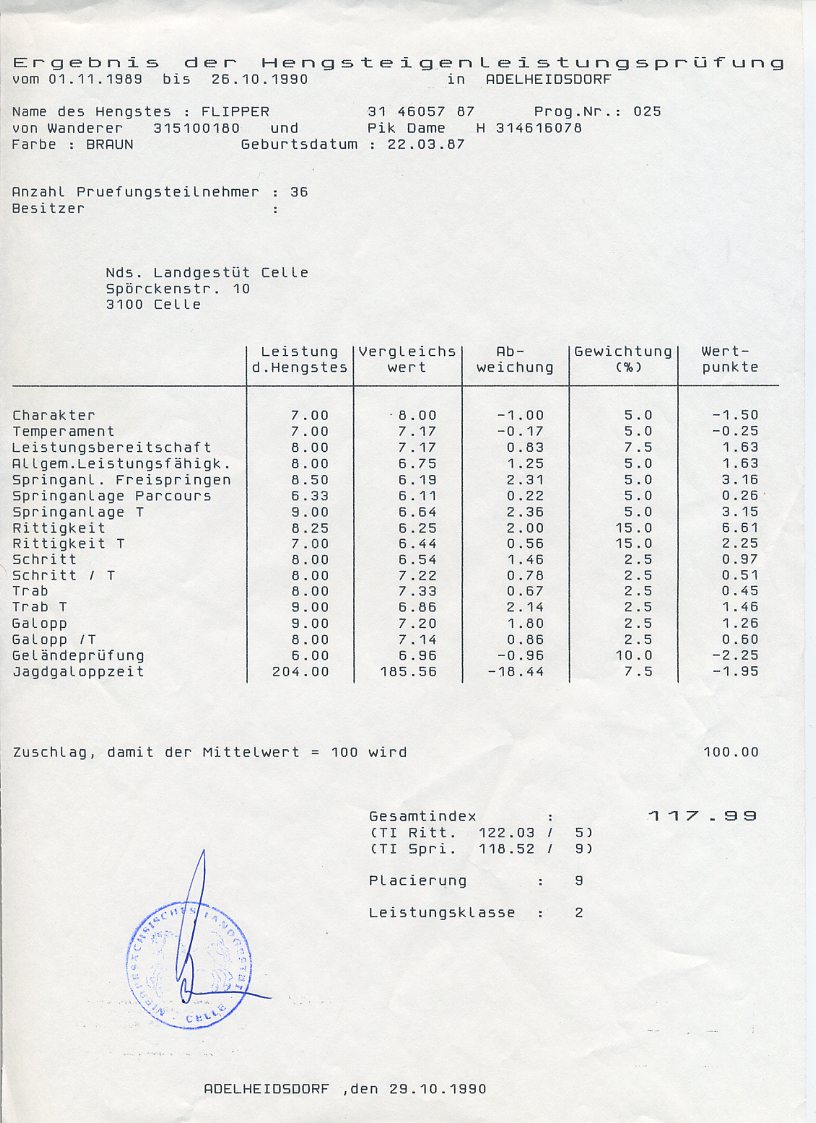 Ergebnis der Hengsteigenleistungsprüfung
vom 01.11.1989 bis 26.10.1990 in ADELHEIDSDORF
Name des Hengstes : FLIPPER 31 46057 87 Prog.Nr.: 025
von Wanderer 315100180 und Pik Dame H 314616078
Farbe : BRAUN Geburtsdatum : 22.03.87
Anzahl Pruefungsteilnehmer : 36
Besitzer :
Nds. Landgestüt Celle
Spörckenstr. 10
3100 Celle
Leistung Vergleichs Ab- Gewichtung Wert-
d.Hengstes wert weichung (%) punkte
Charakter 7.00 8.00 -1.00 5.0 -1.50
Temperament 7.00 7.17 -0.17 5.0 -0.25
Leistungsbereitschaft 8.00 7.17 0.83 7.5 1.63
Allgem.Leistungsfähigk. 8.00 6.75 1.25 5.0 1.63
Springanl. Freispringen 8.50 6.19 2.31 5.0 3.16
Springanlage Parcours 6.33 6.11 0.22 5.0 0.26
Springanlage T 9.00 6.64 2.36 5.0 3.15
Rittigkeit 8.25 6.25 2.00 15.0 6.61
Rittigkeit T 7.00 6.44 0.56 15.0 2.25
Schritt 8.00 6.54 1.46 2.5 0.97
Schritt / T 8.00 7.22 0.78 2.5 0.51
Trab 8.00 7.33 0.67 2.5 0.45
Trab T 9.00 6.86 2.14 2.5 1.46
Galopp 9.00 7.20 1.80 2.5 1.26
Galopp /T 8.00 7.14 0.86 2.5 0.60
Geländeprüfung 6.00 6.96 -0.96 10.0 -2.25
Jagdgaloppzeit 204.00 185.56 -18.44 7.5 -1.95
Zuschlag, damit der Mittelwert = 100 wird 100.00
Gesamtindex : 117.99
(TI Ritt. 122.03 / 5)
(TI Spri. 118.52 / 9)
Placierung : 9
Leistungsklasse : 2
NIEDERSÄCHSISCHES LANDGESTÜT
CELLE
ADELHEIDSDORF ,den 29.10.1990